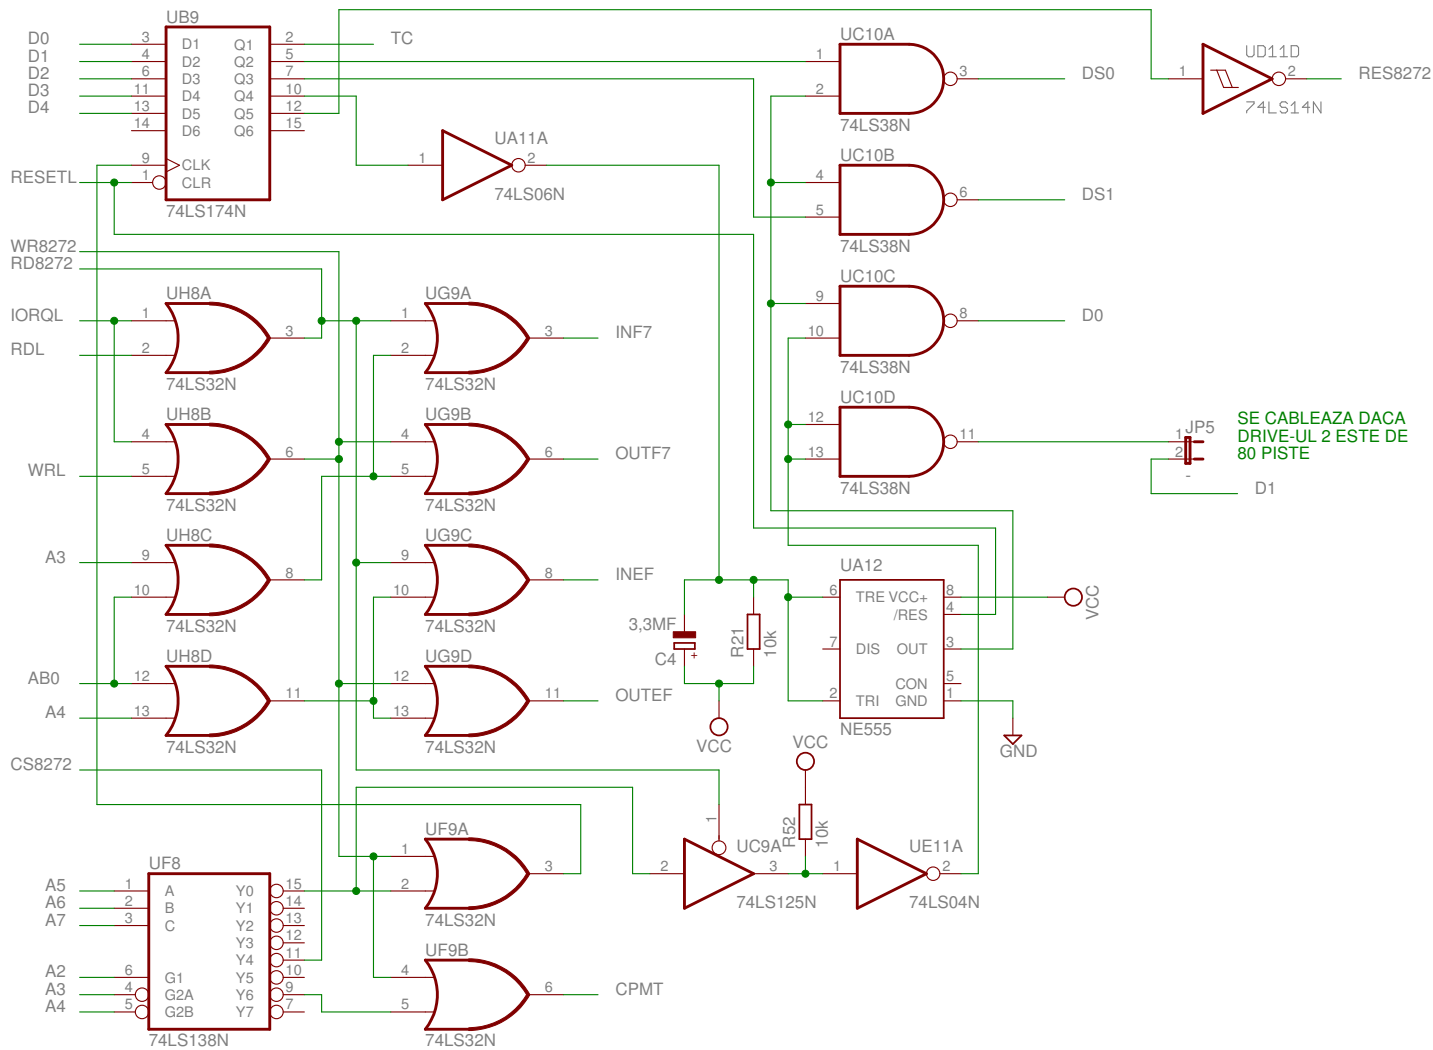 UB9
D0 3 D1 Q1 2 TC
D1 4 D2 Q2 5
D2 6 D3 Q3 7
D3 11 D4 Q4 10
D4 13 D5 Q5 12
14 D6 Q6 15
9 CLK
RESETL 1 CLR
74LS174N
UA11A
1 2
74LS06N
UC10A
1
2
3 DS0
74LS38N
UD11D
1 2 RES8272
74LS14N
UC10B
4
5
6 DS1
74LS38N
UC10C
9
10
8 D0
74LS38N
UC10D
12
13
11
74LS38N
JP5
1
2
-
SE CABLEAZA DACA
DRIVE-UL 2 ESTE DE
80 PISTE
D1
WR8272
RD8272
UH8A
IORQL 1
RDL 2
3
74LS32N
UG9A
1
2
3 INF7
74LS32N
UH8B
4
WRL 5
6
74LS32N
UG9B
4
5
6 OUTF7
74LS32N
UH8C
A3 9
10
8
74LS32N
UG9C
9
10
8 INEF
74LS32N
UH8D
AB0 12
A4 13
11
74LS32N
UG9D
12
13
11 OUTEF
74LS32N
3,3MF
C4
+
R21
10k
VCC
UA12
6 TRE VCC+ 8
/RES 4
7 DIS OUT 3
CON 5
2 TRI GND 1
NE555
VCC
GND
CS8272
VCC
R52
10k
UF9A
1
2
3
74LS32N
1
UC9A
2 3
74LS125N
UE11A
1 2
74LS04N
UF8
A5 1 A Y0 15
A6 2 B Y1 14
A7 3 C Y2 13
Y3 12
Y4 11
A2 6 G1 Y5 10
A3 4 G2A Y6 9
A4 5 G2B Y7 7
74LS138N
UF9B
4
5
6 CPMT
74LS32N